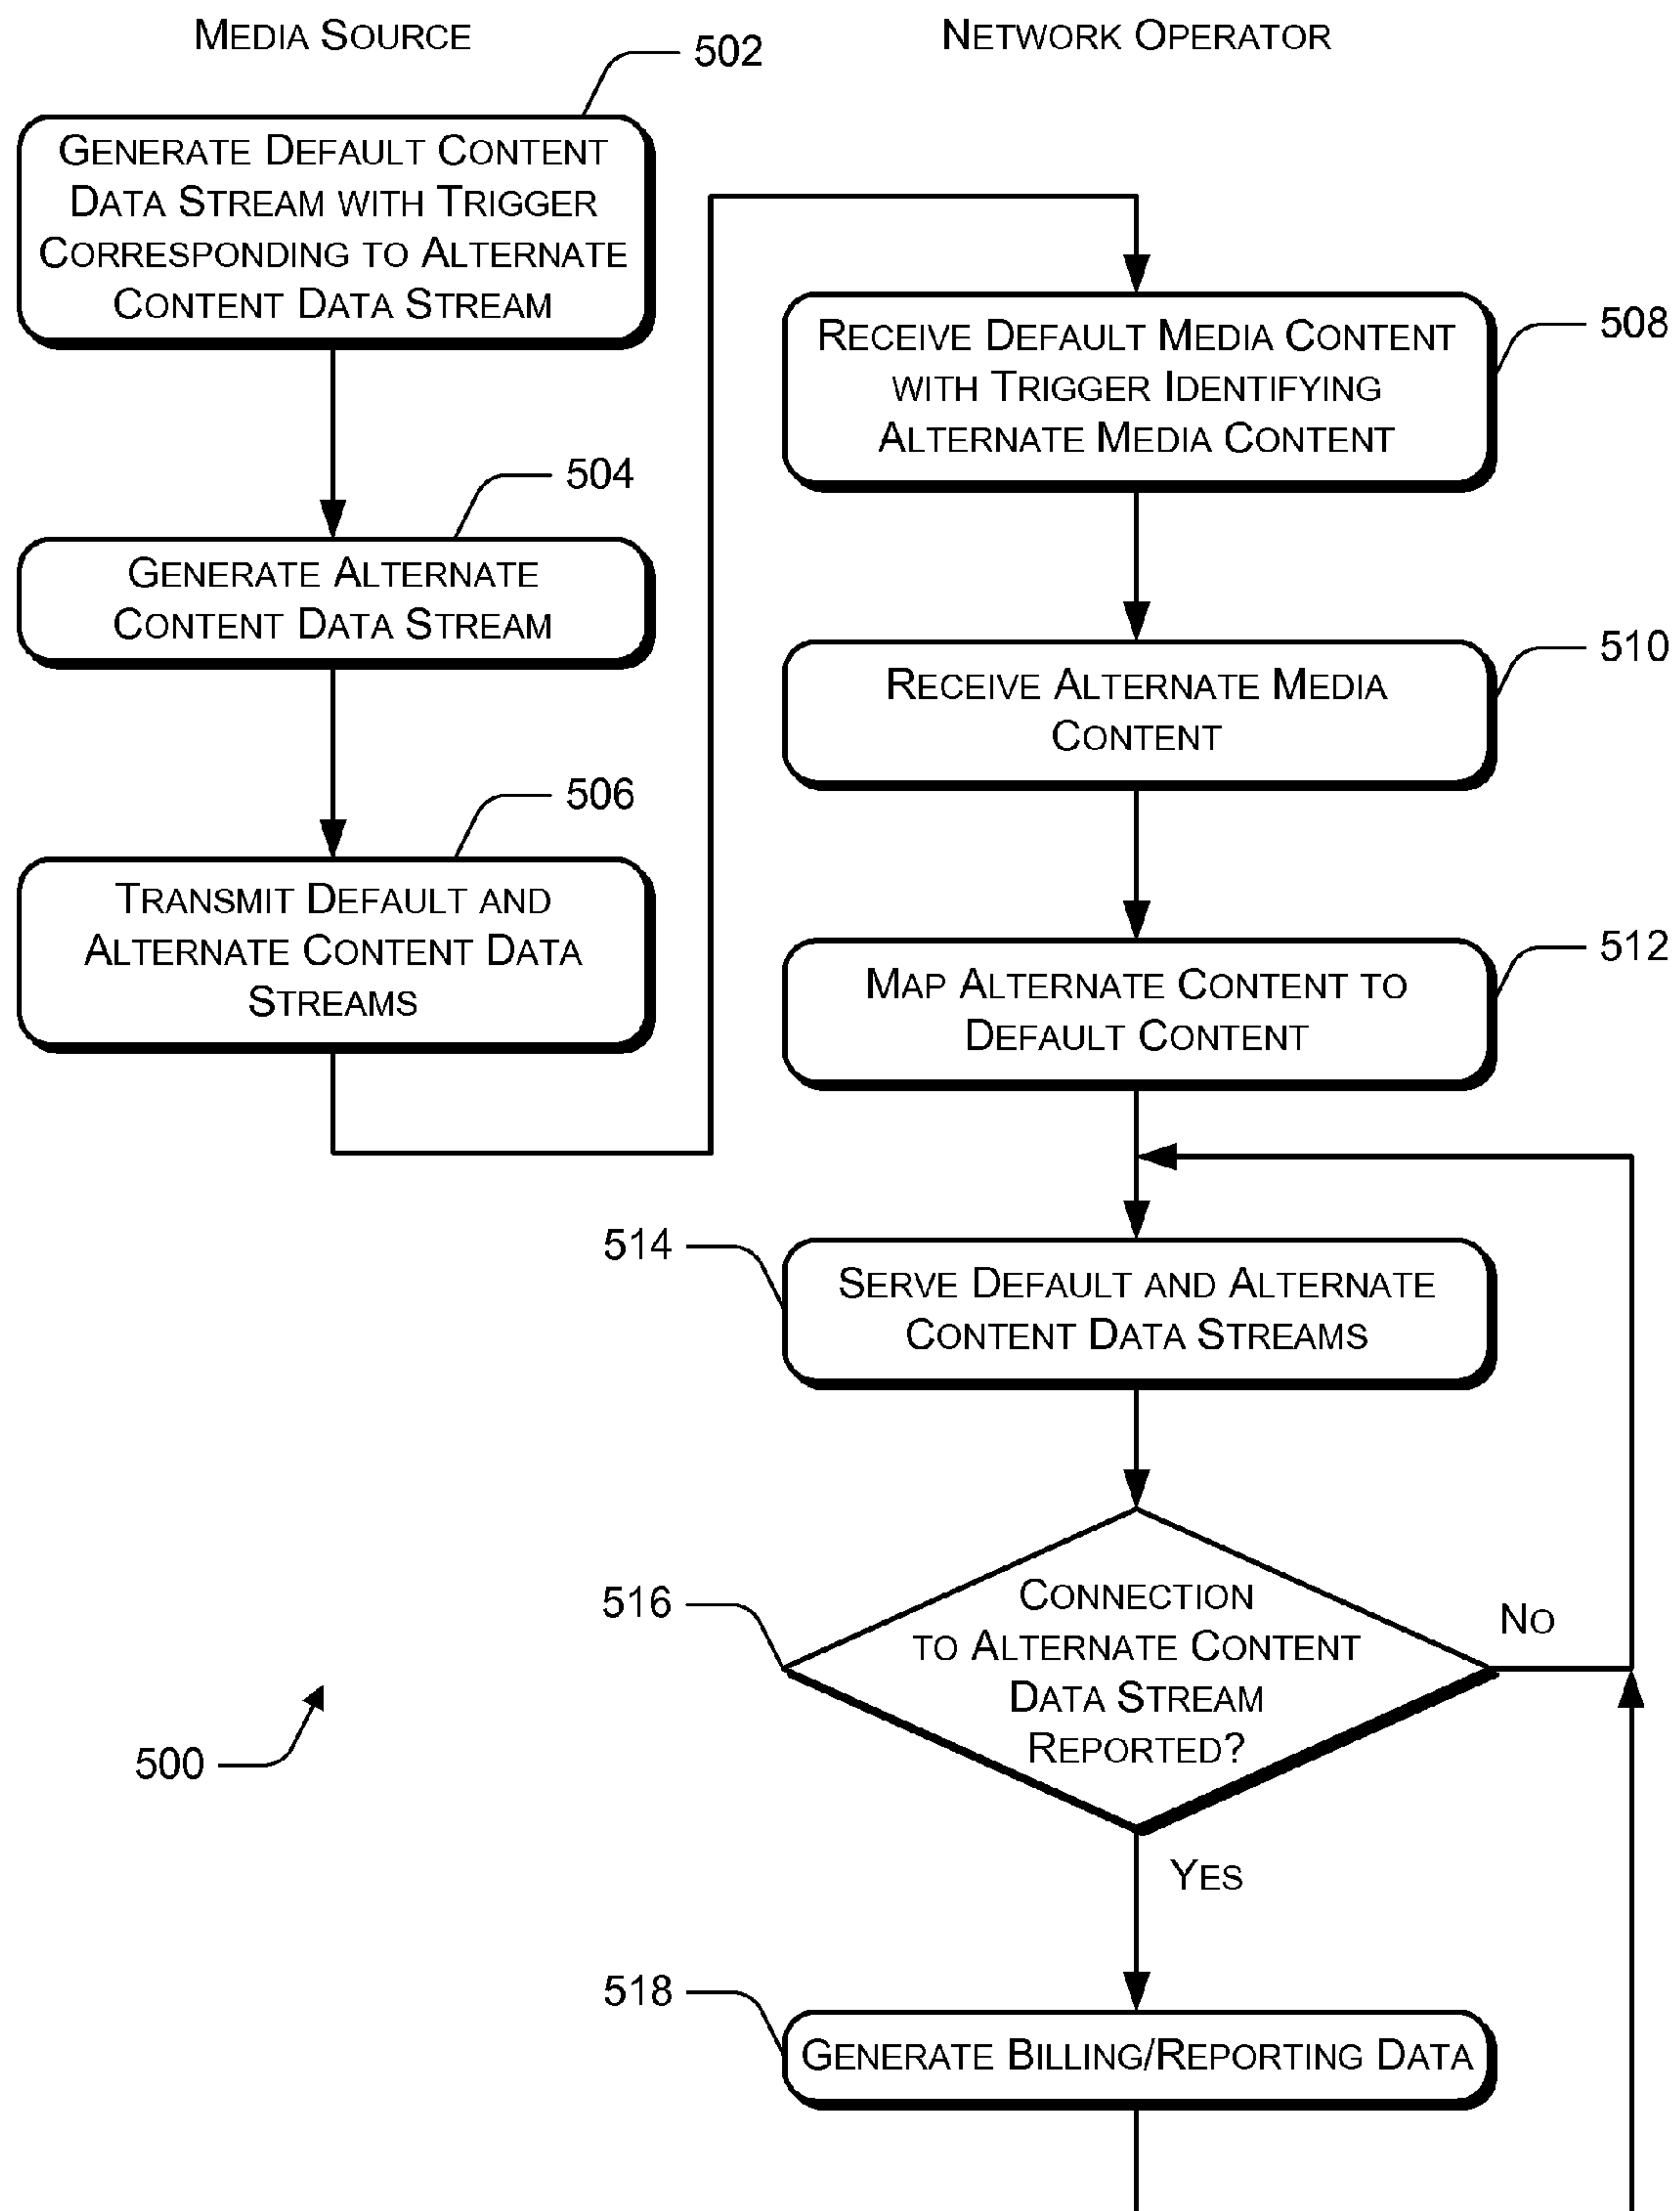 MEDIA SOURCE
502
GENERATE DEFAULT CONTENT
DATA STREAM WITH TRIGGER
CORRESPONDING TO ALTERNATE
CONTENT DATA STREAM
504
GENERATE ALTERNATE
CONTENT DATA STREAM
506
TRANSMIT DEFAULT AND
ALTERNATE CONTENT DATA
STREAMS
NETWORK OPERATOR
508
RECEIVE DEFAULT MEDIA CONTENT
WITH TRIGGER IDENTIFYING
ALTERNATE MEDIA CONTENT
510
RECEIVE ALTERNATE MEDIA
CONTENT
512
MAP ALTERNATE CONTENT TO
DEFAULT CONTENT
514
SERVE DEFAULT AND ALTERNATE
CONTENT DATA STREAMS
516
CONNECTION
TO ALTERNATE CONTENT
DATA STREAM
REPORTED?
NO
YES
518
GENERATE BILLING/REPORTING DATA
500